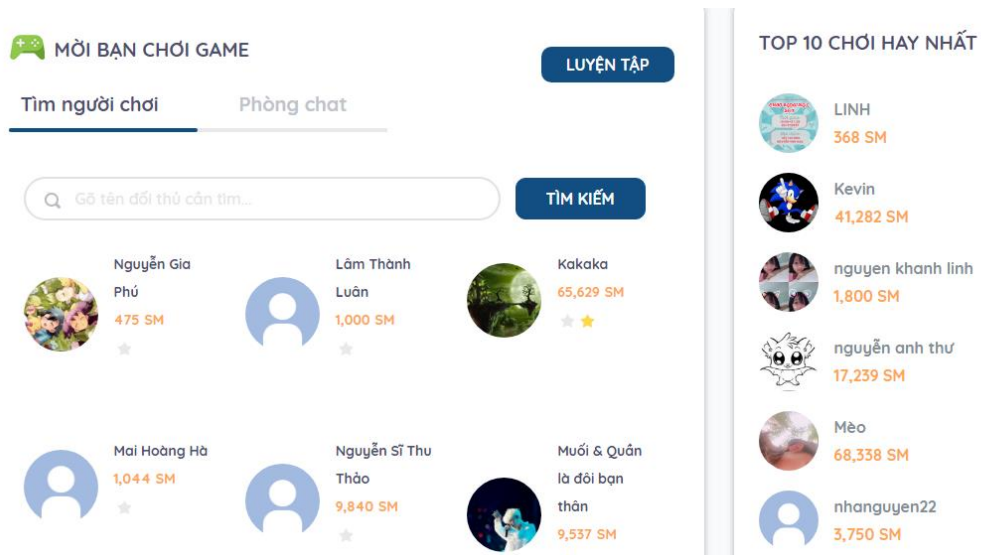 MỜI BẠN CHƠI GAME
LUYỆN TẬP
Tìm người chơi
Phòng chat
Gõ tên đối thủ cần tìm...
TÌM KIẾM
Nguyễn Gia
Phú
475 SM
Lâm Thành
Luân
1,000 SM
Kakaka
65,629 SM
Mai Hoàng Hà
1,044 SM
Nguyễn Sĩ Thu
Thảo
9,840 SM
Muối & Quần
là đôi bạn
thân
9,537 SM
TOP 10 CHƠI HAY NHẤT
LINH
368 SM
Kevin
41,282 SM
nguyen khanh linh
1,800 SM
nguyễn anh thư
17,239 SM
Mèo
68,338 SM
nhanguyen22
3,750 SM